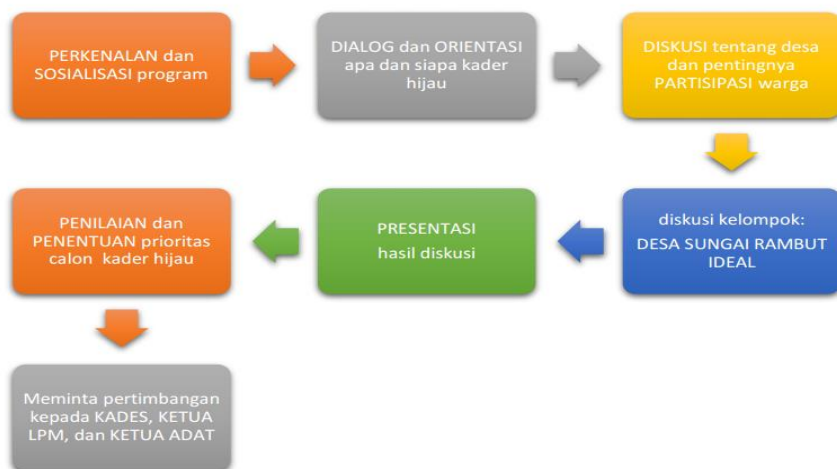 PERKENALAN dan
SOSIALISASI program
DIALOG dan ORIENTASI
apa dan siapa kader
hijau
DISKUSI tentang desa
dan pentingnya
PARTISIPASI warga
diskusi kelompok:
DESA SUNGAI RAMBUT
IDEAL
PRESENTASI
hasil diskusi
PENILAIAN dan
PENENTUAN prioritas
calon kader hijau
Meminta pertimbangan
kepada KADES, KETUA
LPM, dan KETUA ADAT